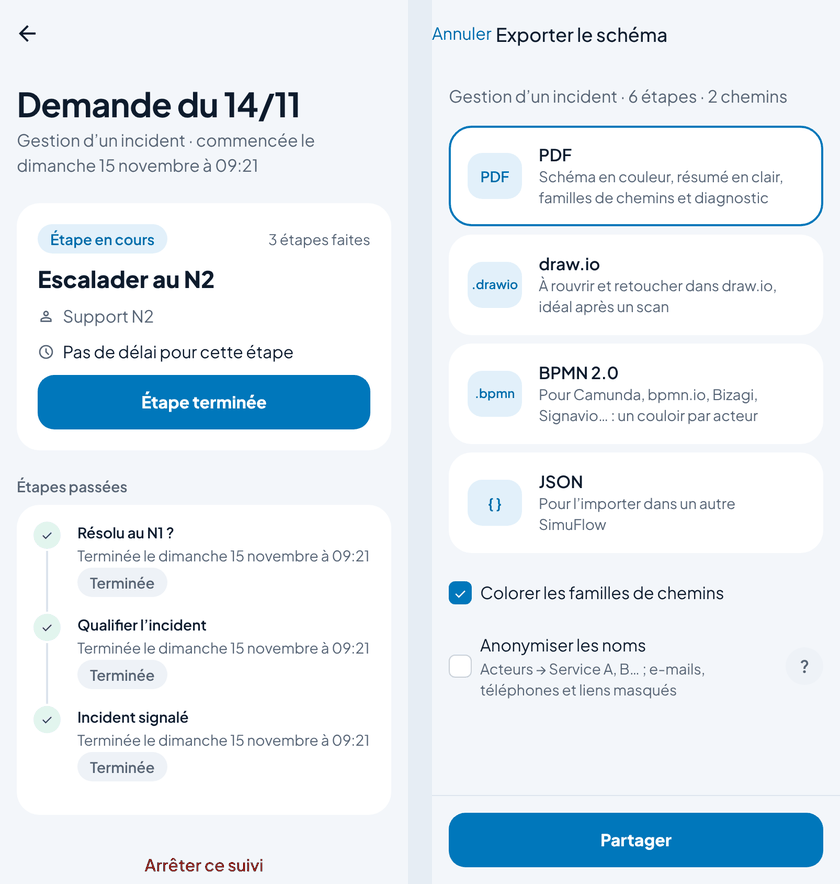 Demande du 14/11
Gestion d’un incident · commencée le
dimanche 15 novembre à 09:21
Étape en cours
3 étapes faites
Escalader au N2
Support N2
Pas de délai pour cette étape
Étape terminée
Étapes passées
Résolu au N1 ?
Terminée le dimanche 15 novembre à 09:21
Terminée
Qualifier l’incident
Terminée le dimanche 15 novembre à 09:21
Terminée
Incident signalé
Terminée le dimanche 15 novembre à 09:21
Terminée
Arrêter ce suivi
Annuler Exporter le schéma
Gestion d’un incident · 6 étapes · 2 chemins
PDF
PDF
Schéma en couleur, résumé en clair,
familles de chemins et diagnostic
.drawio
draw.io
À rouvrir et retoucher dans draw.io,
idéal après un scan
.bpmn
BPMN 2.0
Pour Camunda, bpmn.io, Bizagi,
Signavio… : un couloir par acteur
{ }
JSON
Pour l’importer dans un autre
SimuFlow
Colorer les familles de chemins
Anonymiser les noms
Acteurs → Service A, B… ; e-mails,
téléphones et liens masqués
?
Partager